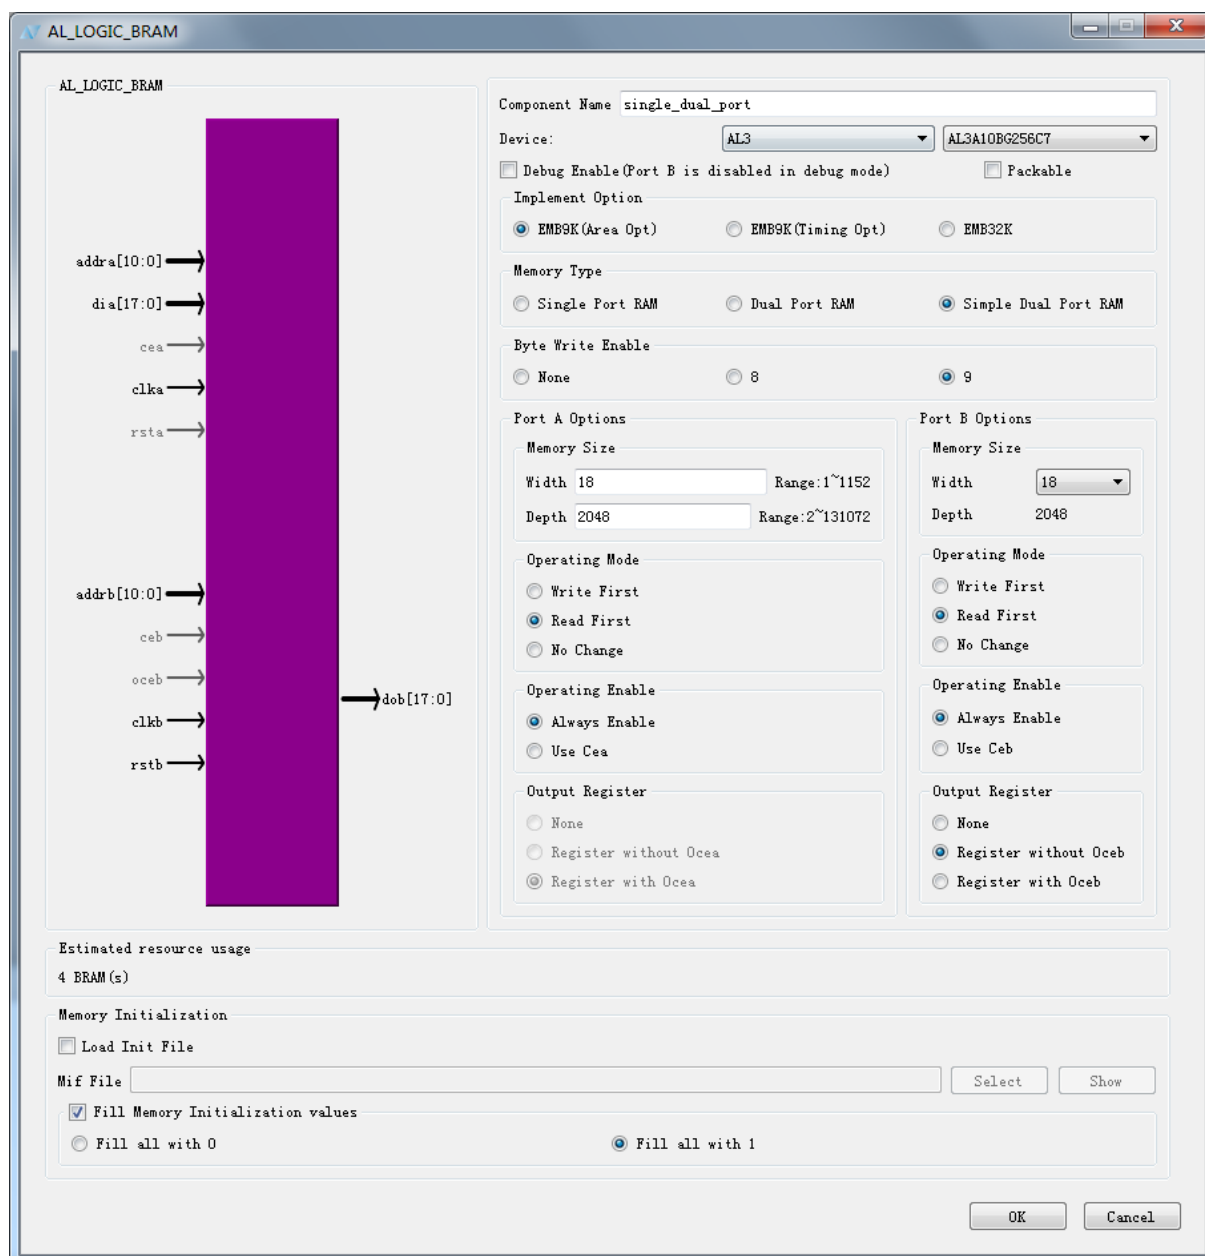 AL_LOGIC_BRAM
AL_LOGIC_BRAM
addra[10:0]
dia[17:0]
cea
clka
rsta
addrb[10:0]
ceb
oceb
clkb
rstb
dob[17:0]
Component Name single_dual_port
Device: AL3 AL3A10BG256C7
Debug Enable(Port B is disabled in debug mode) Packable
Implement Option
EMB9K(Area Opt) EMB9K(Timing Opt) EMB32K
Memory Type
Single Port RAM Dual Port RAM Simple Dual Port RAM
Byte Write Enable
None 8 9
Port A Options
Memory Size
Width 18 Range:1~1152
Depth 2048 Range:2~131072
Operating Mode
Write First
Read First
No Change
Operating Enable
Always Enable
Use Cea
Output Register
None
Register without Ocea
Register with Ocea
Port B Options
Memory Size
Width 18
Depth 2048
Operating Mode
Write First
Read First
No Change
Operating Enable
Always Enable
Use Ceb
Output Register
None
Register without Oceb
Register with Oceb
Estimated resource usage
4 BRAM(s)
Memory Initialization
Load Init File
Mif File Select Show
Fill Memory Initialization values
Fill all with 0 Fill all with 1
OK Cancel